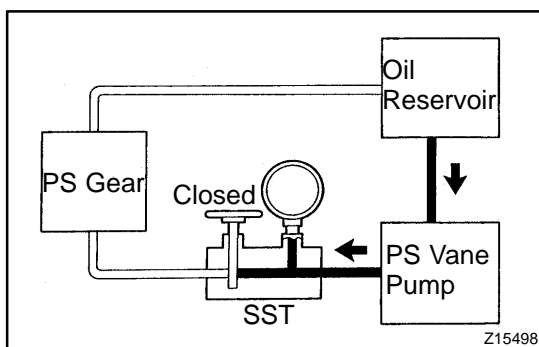 Oil
Reservoir
PS Gear
Closed
PS Vane
Pump
SST
Z15498